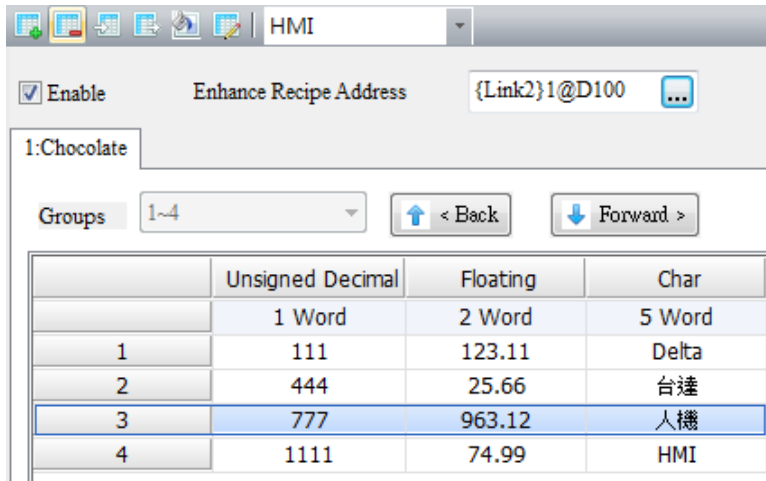 HMI
Enable Enhance Recipe Address {Link2}1@D100 ...
1:Chocolate
Groups 1~4 < Back Forward >
Unsigned Decimal Floating Char
1 Word 2 Word 5 Word
1 111 123.11 Delta
2 444 25.66 台達
3 777 963.12 人機
4 1111 74.99 HMI